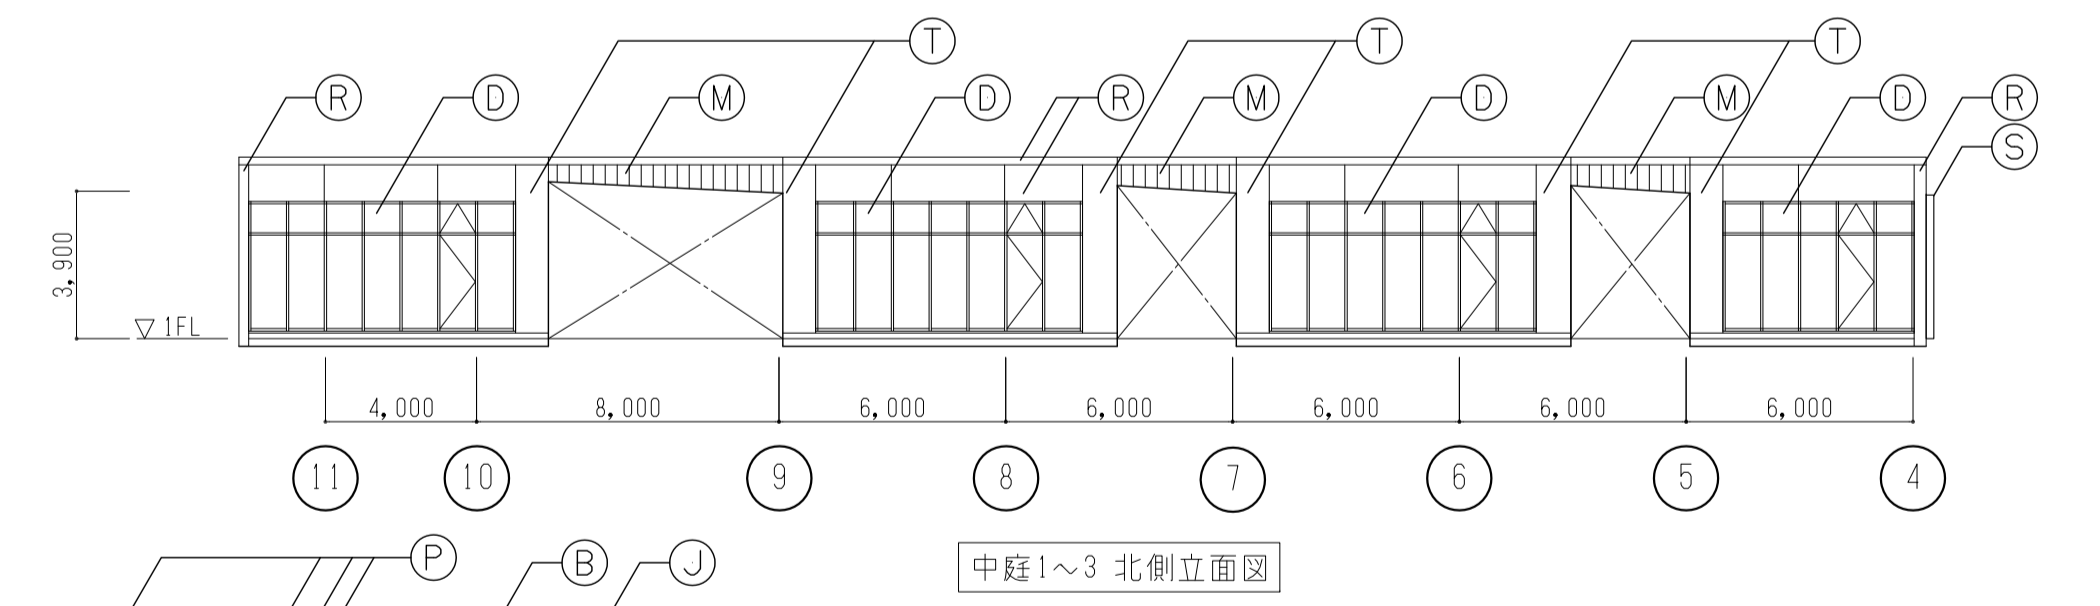 T T T
R D M D R M D M D R
S
3,900
▽ 1FL
4,000 8,000 6,000 6,000 6,000 6,000 6,000
11 10 9 8 7 6 5 4
P B J
中庭1～3 北側立面図